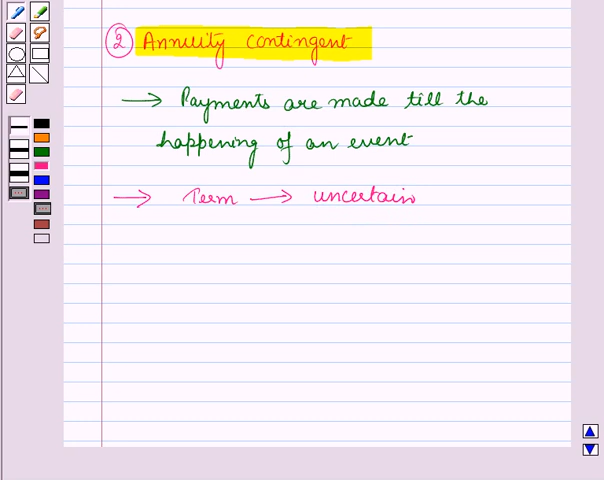 ② Annuity Contingent
→ Payments are made till the
happening of an event
→ Term → uncertain